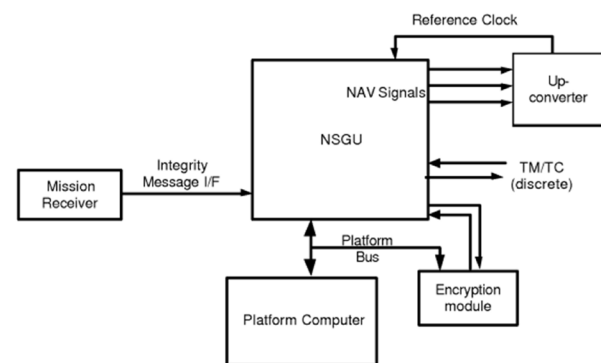 Reference Clock
NAV Signals
Up-
converter
NSGU
Integrity
Message I/F
TM/TC
(discrete)
Mission
Receiver
Platform
Bus
Encryption
module
Platform Computer